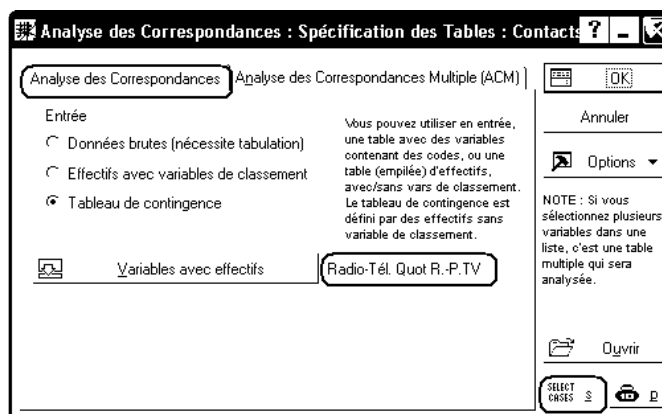 Analyse des Correspondances : Spécification des Tables : Contacts
Analyse des Correspondances
Analyse des Correspondances Multiple (ACM)
Entrée
Données brutes (nécessite tabulation)
Effectifs avec variables de classement
Tableau de contingence
Vous pouvez utiliser en entrée,
une table avec des variables
contenant des codes, ou une
table (empilée) d'effectifs,
avec/sans vars de classement.
Le tableau de contingence est
défini par des effectifs sans
variable de classement.
Variables avec effectifs
Radio-Tél. Quot R.-P.TV
OK
Annuler
Options
NOTE : Si vous
sélectionnez plusieurs
variables dans une
liste, c'est une table
multiple qui sera
analysée.
Ouvrir
SELECT
CASES S
D